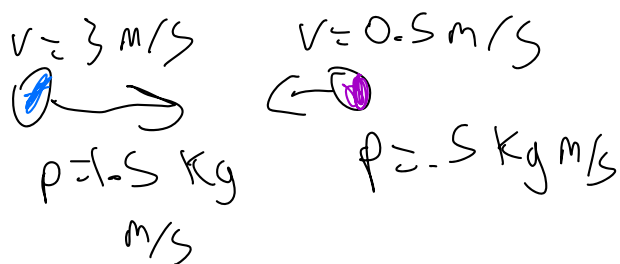 v = 3 m/s
v = 0.5 m/s
p = 1.5 Kg
m/s
p = .5 Kg m/s